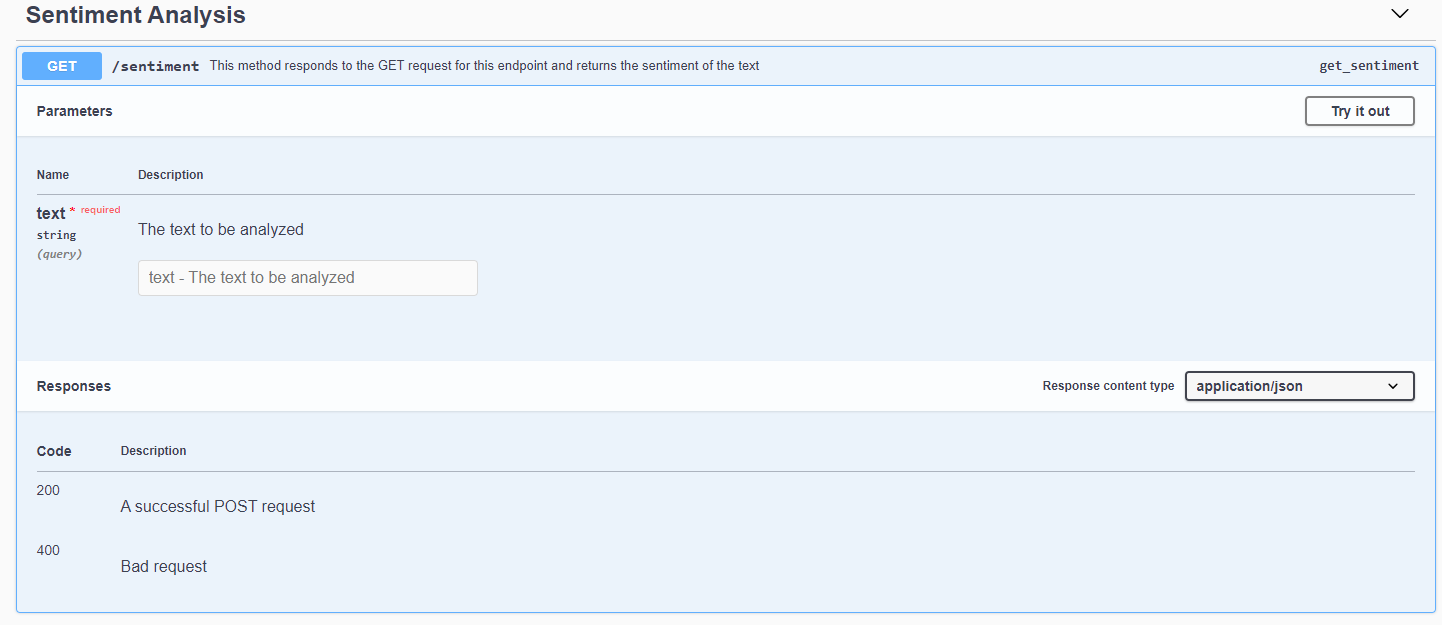 Sentiment Analysis
GET /sentiment This method responds to the GET request for this endpoint and returns the sentiment of the text get_sentiment
Parameters Try it out
Name Description
text * required
string
(query)
The text to be analyzed
text - The text to be analyzed
Responses Response content type application/json
Code Description
200
A successful POST request
400
Bad request